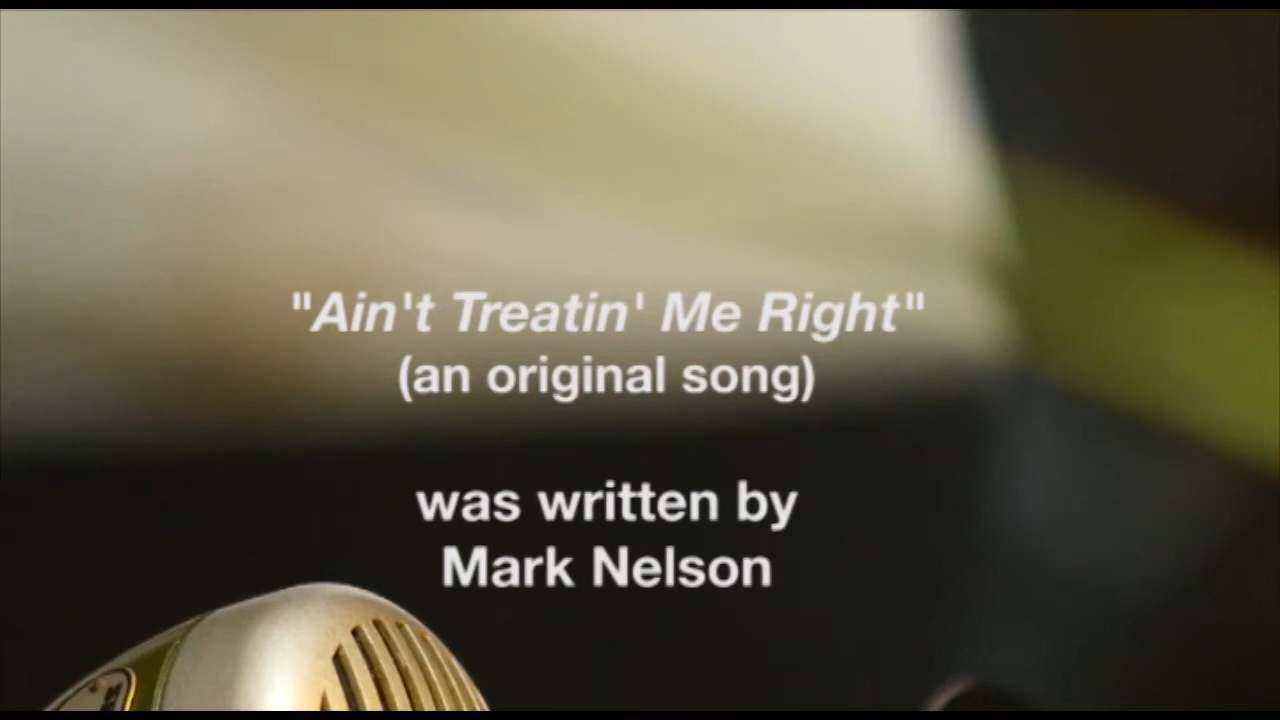 "Ain't Treatin' Me Right"
(an original song)
was written by
Mark Nelson